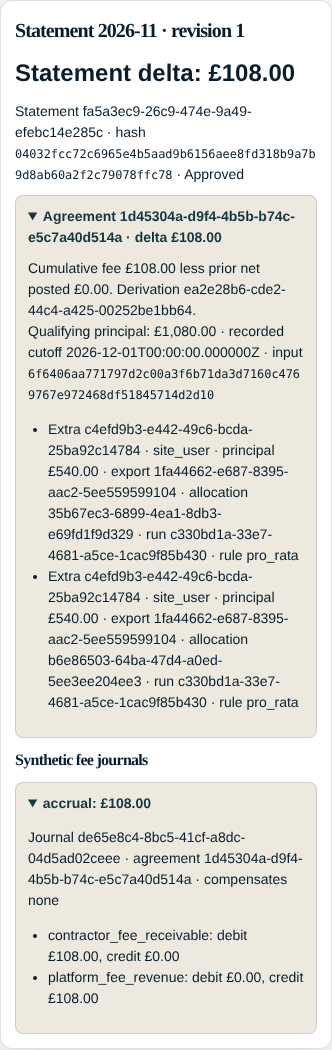 Statement 2026-11 · revision 1
Statement delta: £108.00
Statement fa5a3ec9-26c9-474e-9a49-
efebc14e285c · hash
04032fcc72c6965e4b5aad9b6156aee8fd318b9a7b
9d8ab60a2f2c79078ffc78 · Approved
▼ Agreement 1d45304a-d9f4-4b5b-b74c-
e5c7a40d514a · delta £108.00
Cumulative fee £108.00 less prior net
posted £0.00. Derivation ea2e28b6-cde2-
44c4-a425-00252be1bb64.
Qualifying principal: £1,080.00 · recorded
cutoff 2026-12-01T00:00:00.000000Z · input
6f6406aa771797d2c00a3f6b71da3d7160c476
9767e972468df51845714d2d10
• Extra c4efd9b3-e442-49c6-bcda-
25ba92c14784 · site_user · principal
£540.00 · export 1fa44662-e687-8395-
aac2-5ee559599104 · allocation
35b67ec3-6899-4ea1-8db3-
e69fd1f9d329 · run c330bd1a-33e7-
4681-a5ce-1cac9f85b430 · rule pro_rata
• Extra c4efd9b3-e442-49c6-bcda-
25ba92c14784 · site_user · principal
£540.00 · export 1fa44662-e687-8395-
aac2-5ee559599104 · allocation
b6e86503-64ba-47d4-a0ed-
5ee3ee204ee3 · run c330bd1a-33e7-
4681-a5ce-1cac9f85b430 · rule pro_rata
Synthetic fee journals
▼ accrual: £108.00
Journal de65e8c4-8bc5-41cf-a8dc-
04d5ad02ceee · agreement 1d45304a-d9f4-
4b5b-b74c-e5c7a40d514a · compensates
none
• contractor_fee_receivable: debit
£108.00, credit £0.00
• platform_fee_revenue: debit £0.00, credit
£108.00